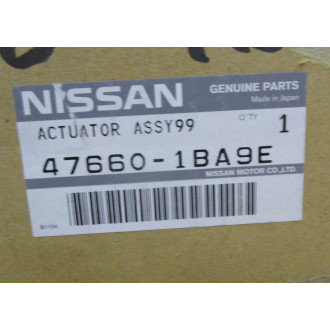 NISSAN
GENUINE PARTS
Made in Japan
ACTUATOR ASSY99
Q'TY
1
47660-1BA9E
NISSAN MOTOR CO.,LTD.